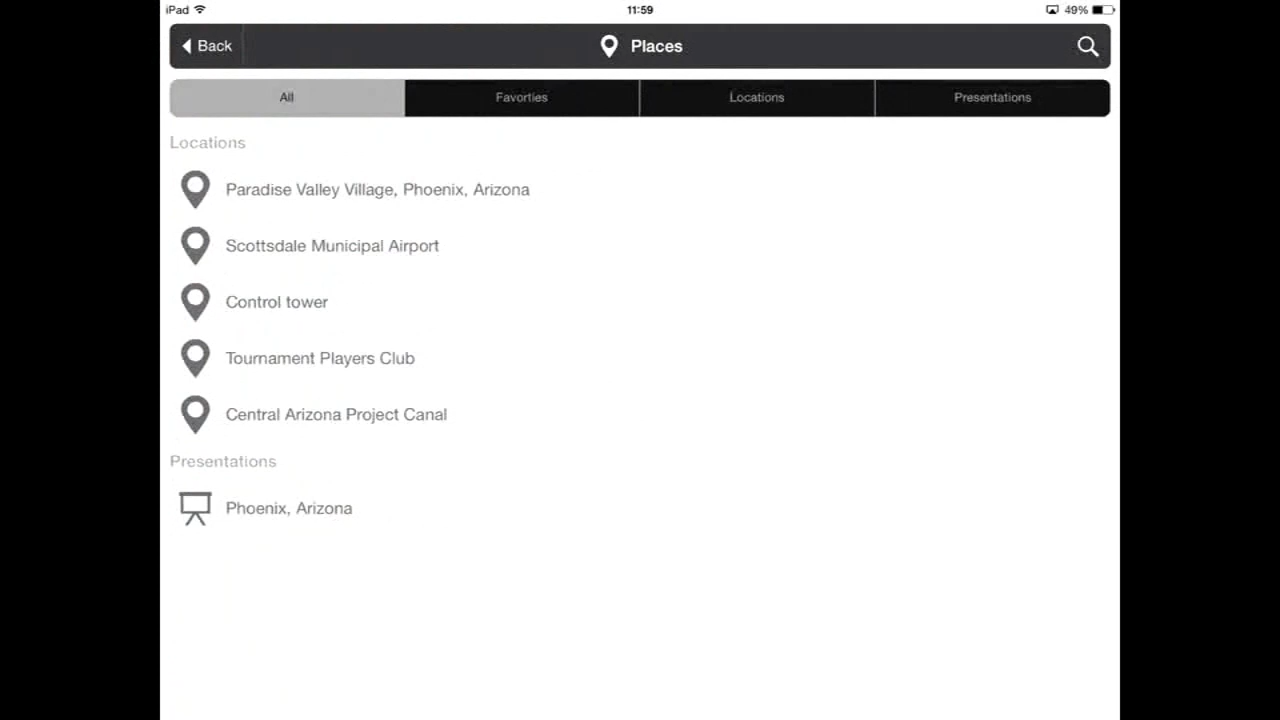 iPad 11:59 49%
Back Places
All Favorties Locations Presentations
Locations
Paradise Valley Village, Phoenix, Arizona
Scottsdale Municipal Airport
Control tower
Tournament Players Club
Central Arizona Project Canal
Presentations
Phoenix, Arizona